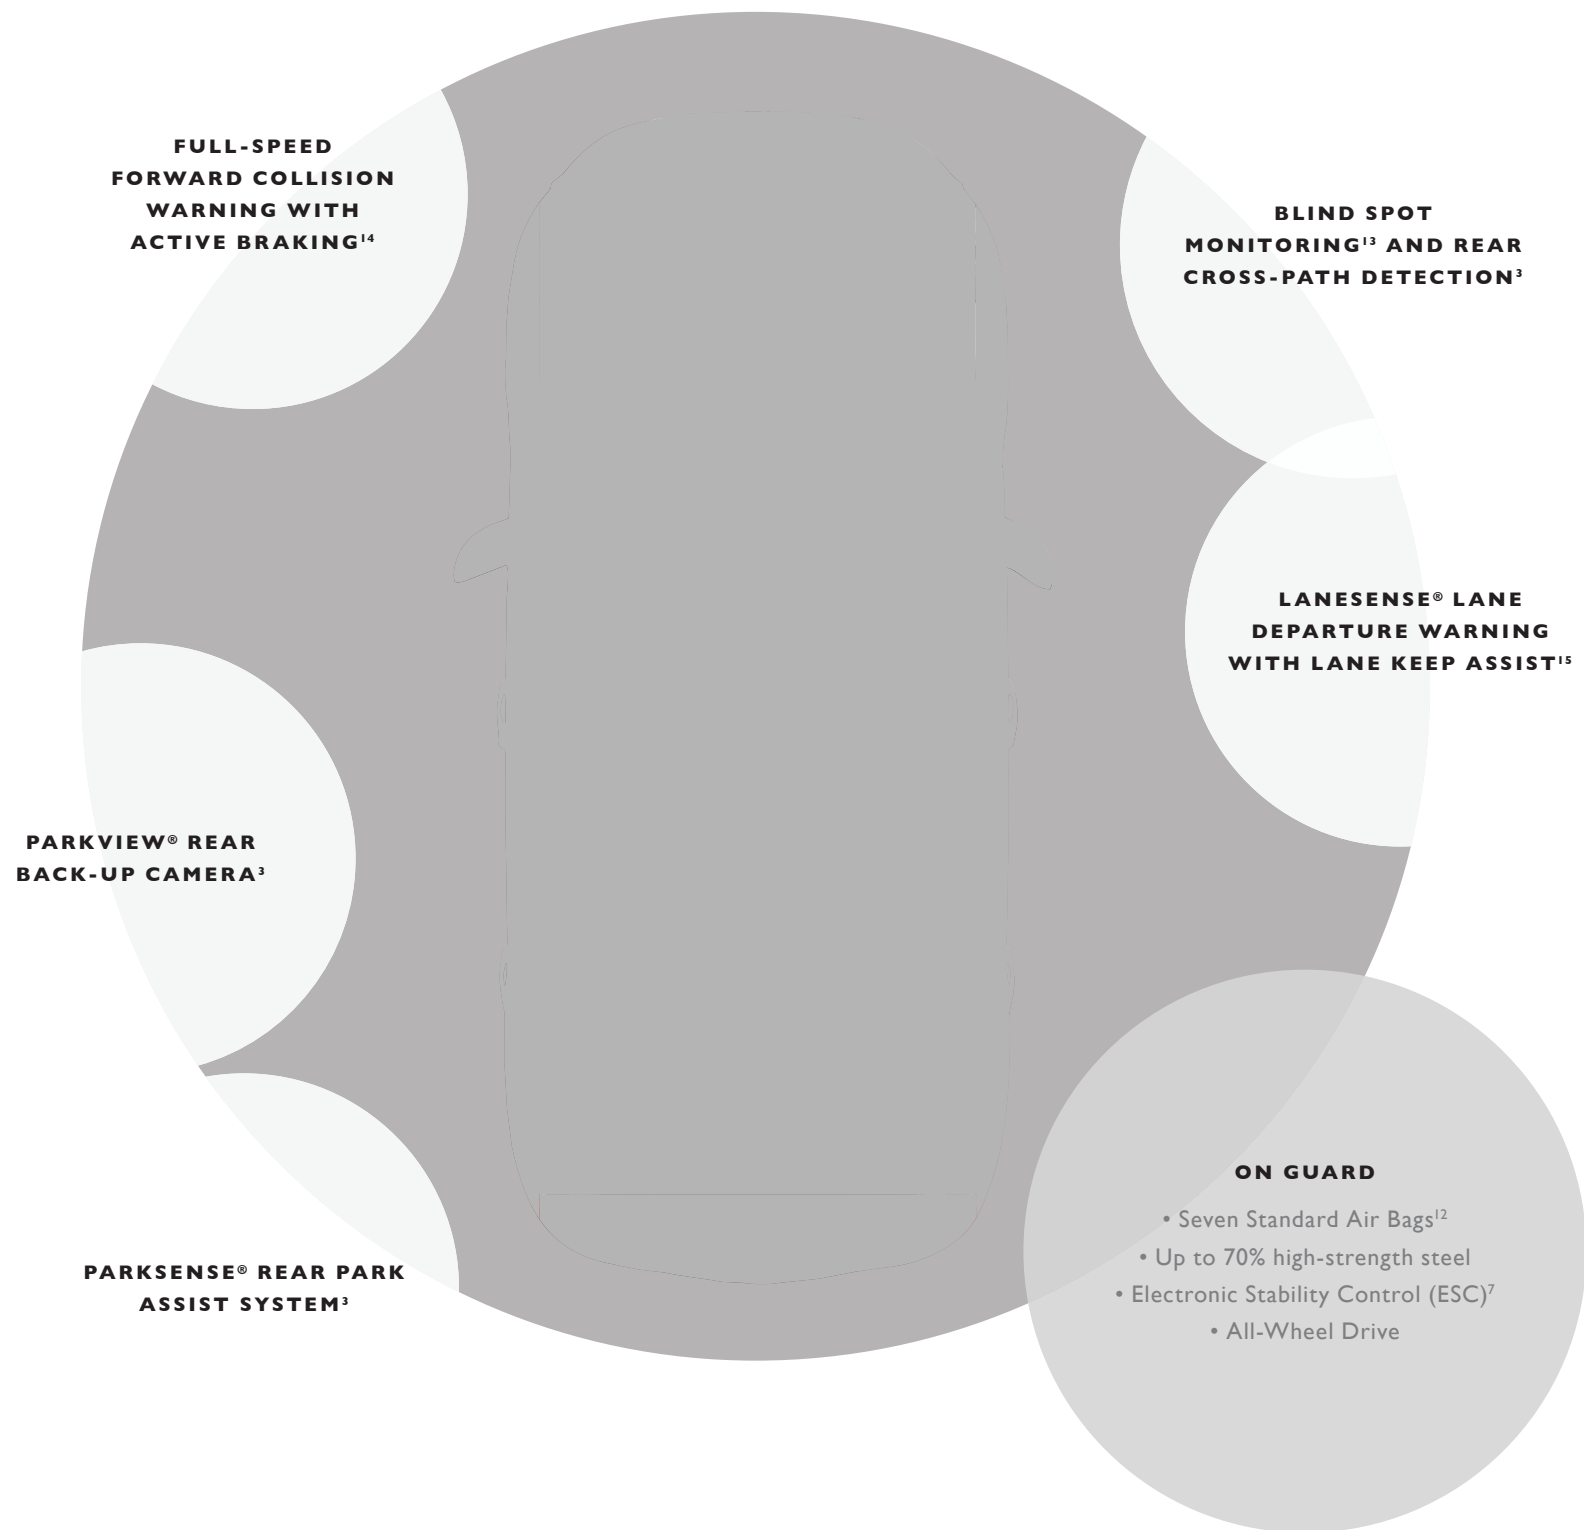 FULL-SPEED
FORWARD COLLISION
WARNING WITH
ACTIVE BRAKING¹⁴
BLIND SPOT
MONITORING¹³ AND REAR
CROSS-PATH DETECTION³
LANESENSE® LANE
DEPARTURE WARNING
WITH LANE KEEP ASSIST¹⁵
PARKVIEW® REAR
BACK-UP CAMERA³
PARKSENSE® REAR PARK
ASSIST SYSTEM³
ON GUARD
• Seven Standard Air Bags¹²
• Up to 70% high-strength steel
• Electronic Stability Control (ESC)⁷
• All-Wheel Drive